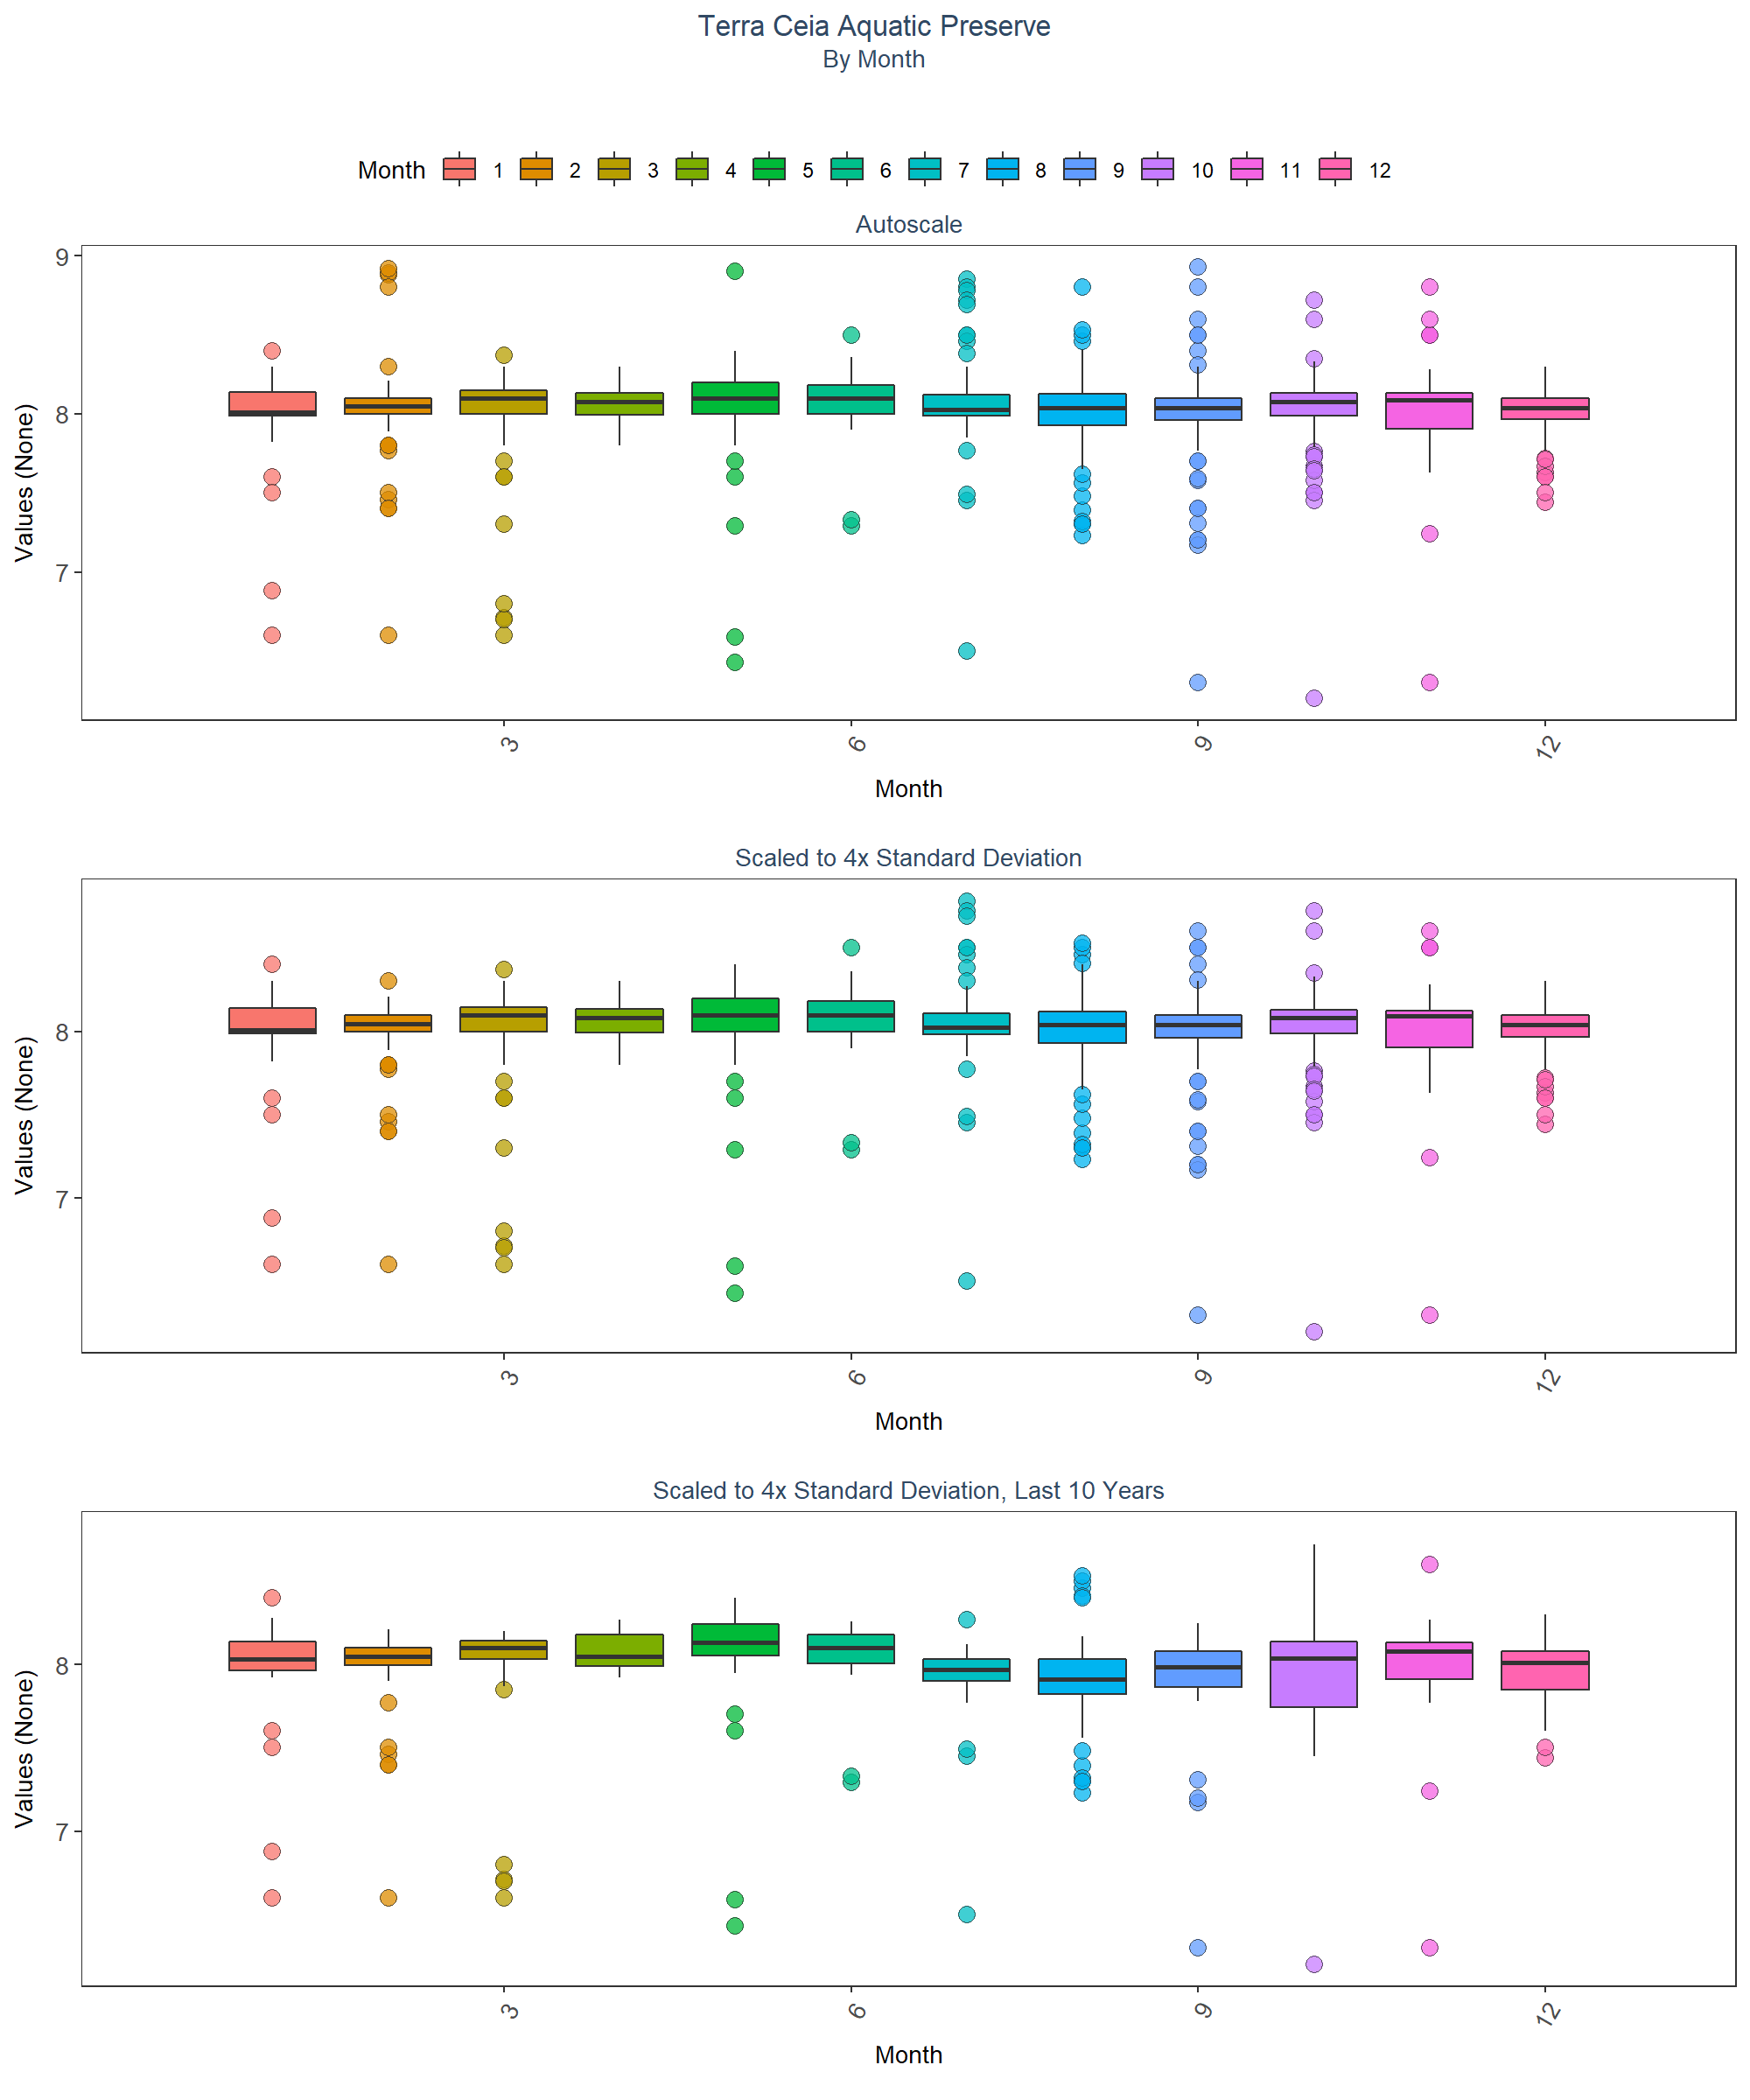 Terra Ceia Aquatic Preserve
By Month
Month 1 2 3 4 5 6 7 8 9 10 11 12
Autoscale
Values (None)
9
8
7
3 6 9 12
Month
Scaled to 4x Standard Deviation
Values (None)
8
7
3 6 9 12
Month
Scaled to 4x Standard Deviation, Last 10 Years
Values (None)
8
7
3 6 9 12
Month